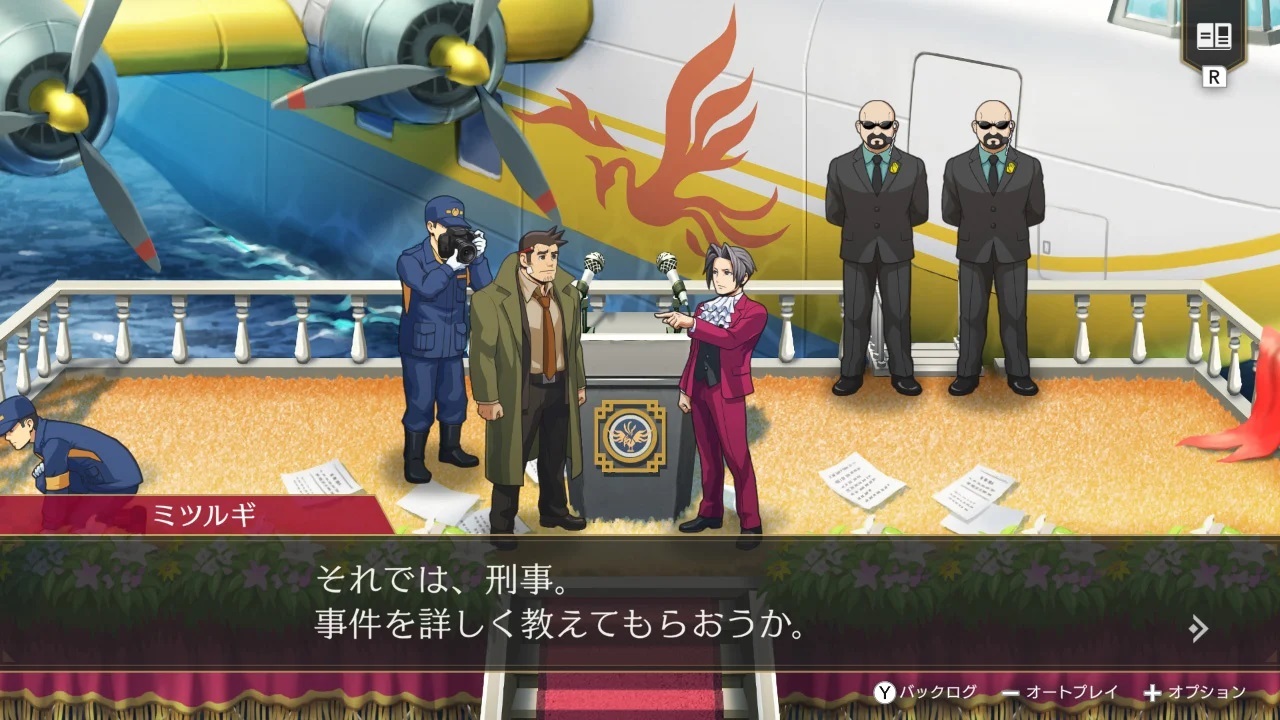 R
ミツルギ
それでは、刑事。
事件を詳しく教えてもらおうか。
Y バックログ ー オートプレイ + オプション